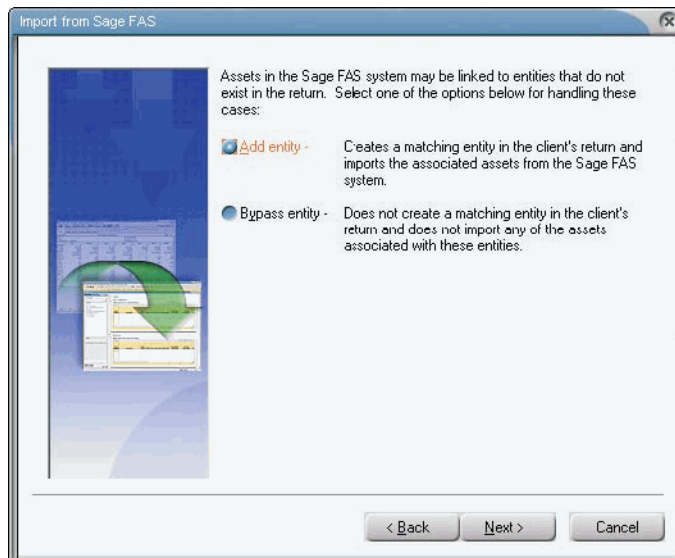 Import from Sage FAS
Assets in the Sage FAS system may be linked to entities that do not
exist in the return. Select one of the options below for handling these
cases:
Add entity - Creates a matching entity in the client's return and
imports the associated assets from the Sage FAS
system.
Bypass entity - Does not create a matching entity in the client's
return and does not import any of the assets
associated with these entities.
< Back Next > Cancel